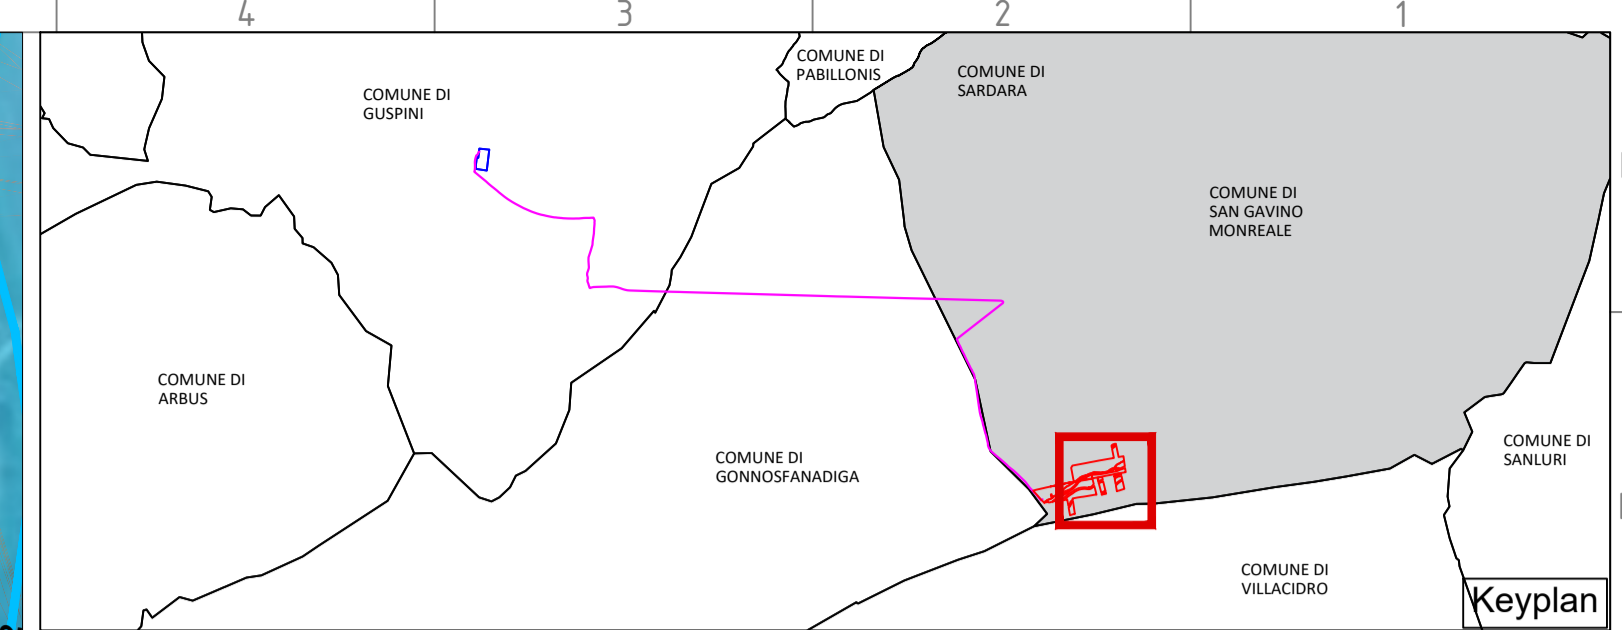 4
3
2
1
COMUNE DI
PABILLONIS
COMUNE DI
SARDARA
COMUNE DI
GUSPINI
COMUNE DI
SAN GAVINO
MONREALE
COMUNE DI
ARBUS
COMUNE DI
GONNOSFANADIGA
COMUNE DI
SANLURI
COMUNE DI
VILLACIDRO
Keyplan